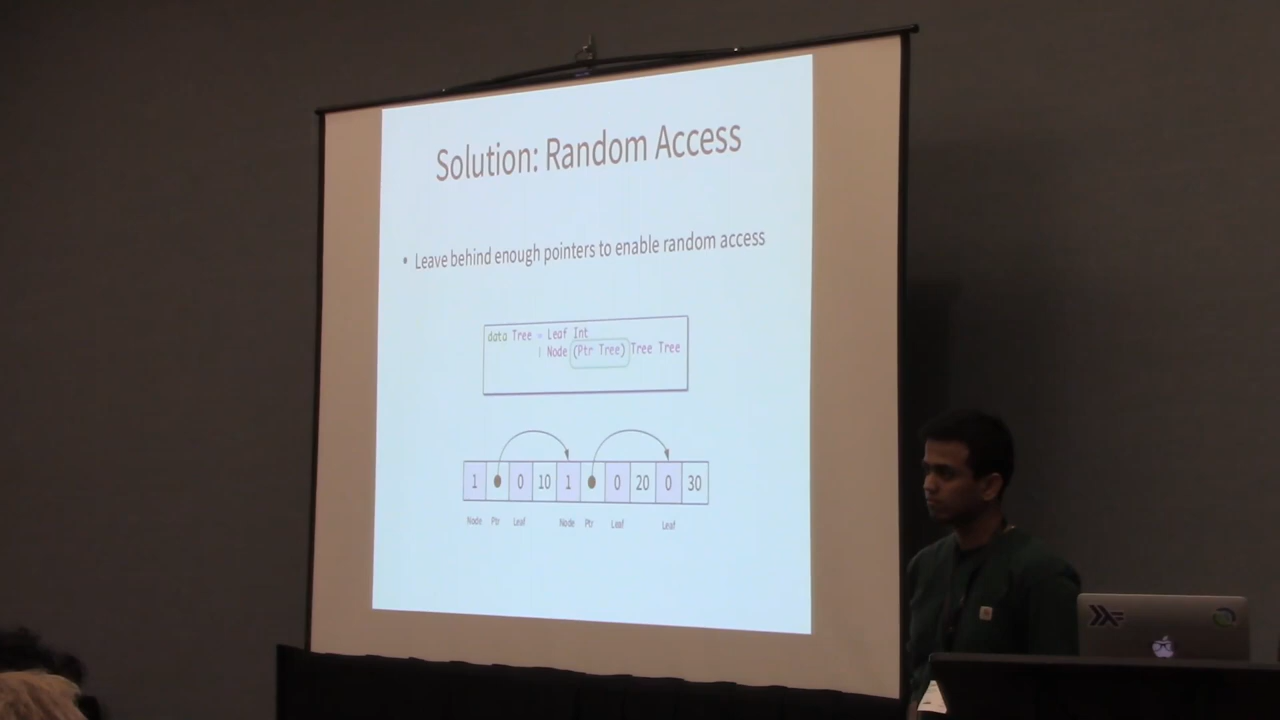 Solution: Random Access
• Leave behind enough pointers to enable random access
data Tree = Leaf Int
| Node (Ptr Tree) Tree Tree
1 0 10 1 0 20 0 30
Node Ptr Leaf Node Ptr Leaf Leaf